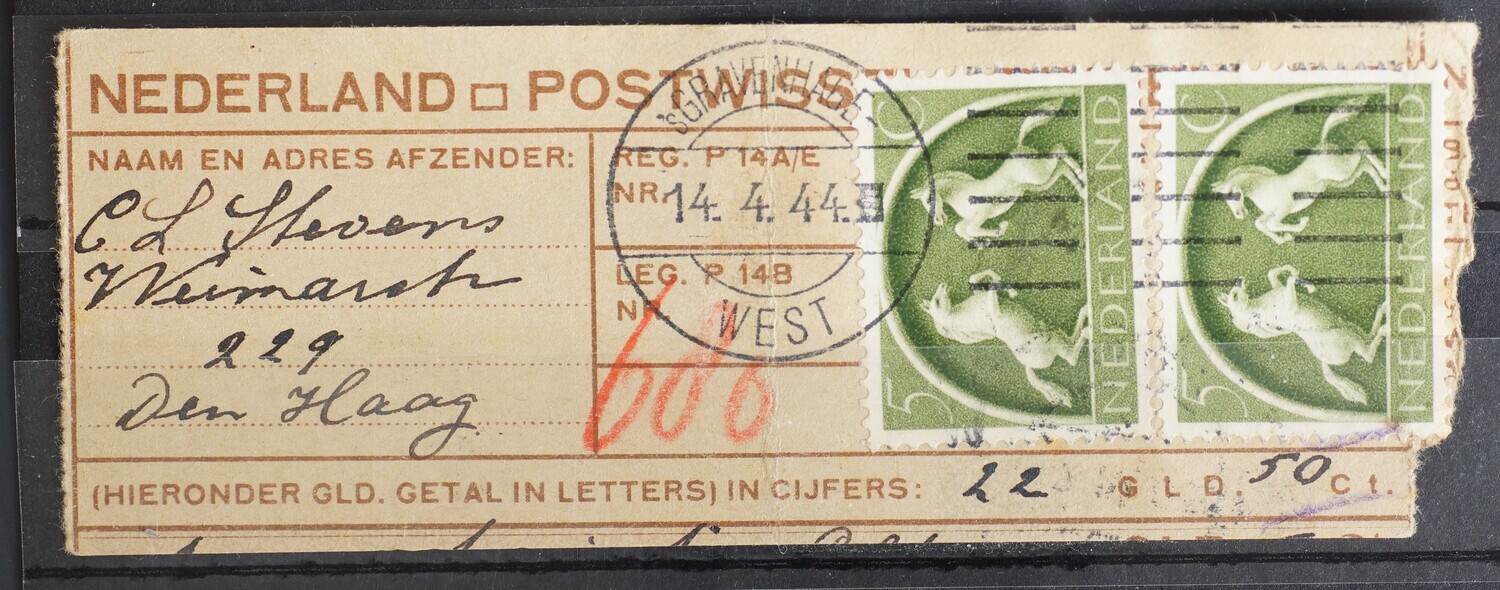 NEDERLAND □ POSTWISS
NAAM EN ADRES AFZENDER:
C L Stevens
Weimarstr
229
Den Haag
REG. P 14A/E
NR.
LEG. P 14B
NR.
686
'SGRAVENHAGE
14. 4. 44.
WEST
5 C
NEDERLAND
5 C
NEDERLAND
(HIERONDER GLD. GETAL IN LETTERS) IN CIJFERS: 22 GLD. 50 Ct.